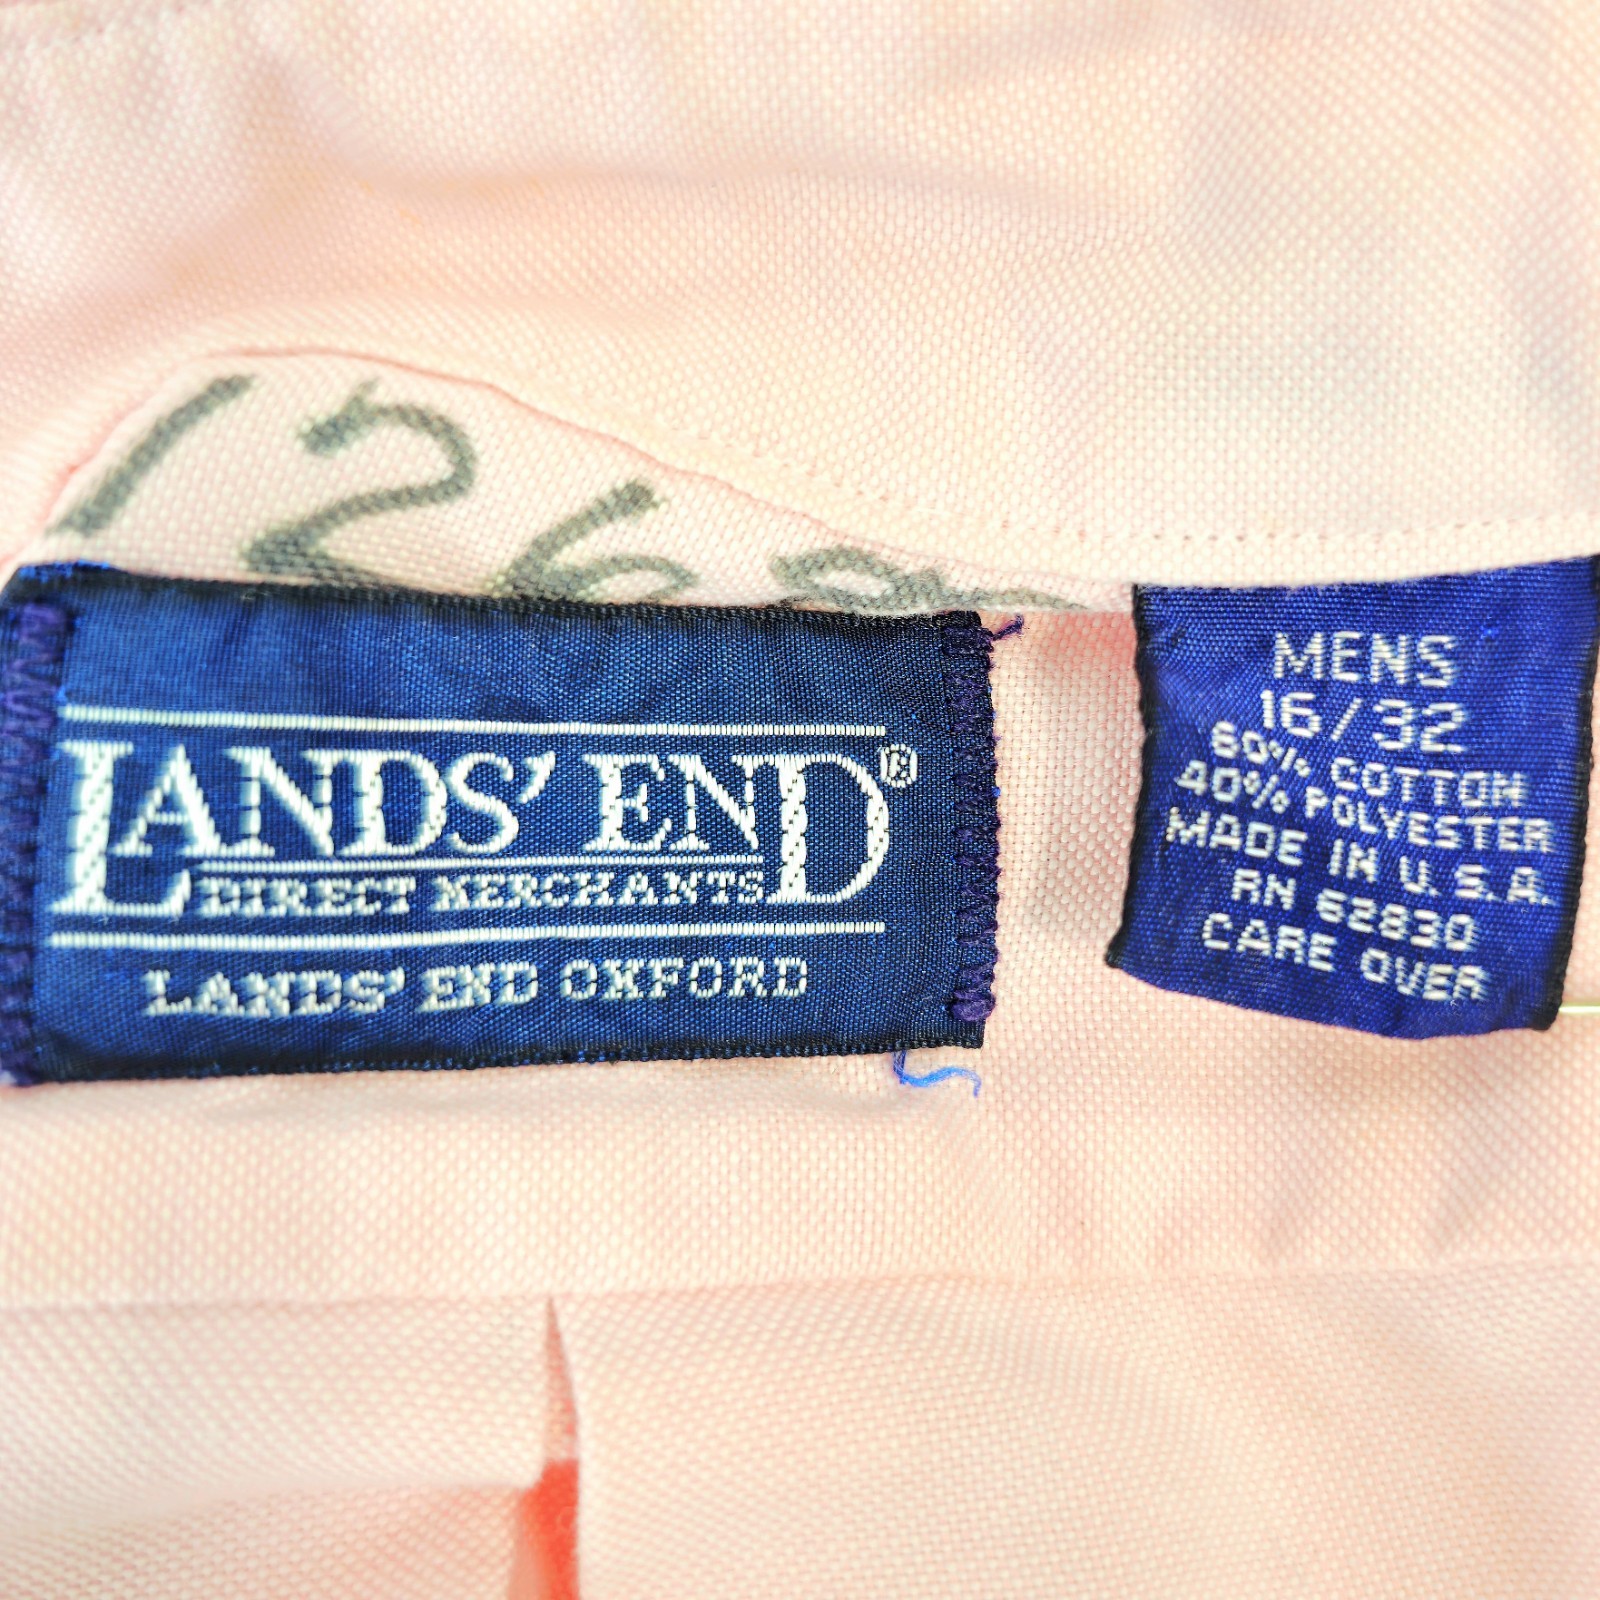 LANDS' END®
DIRECT MERCHANTS
LANDS' END OXFORD
MENS
16/32
60% COTTON
40% POLYESTER
MADE IN U.S.A.
RN 62830
CARE OVER